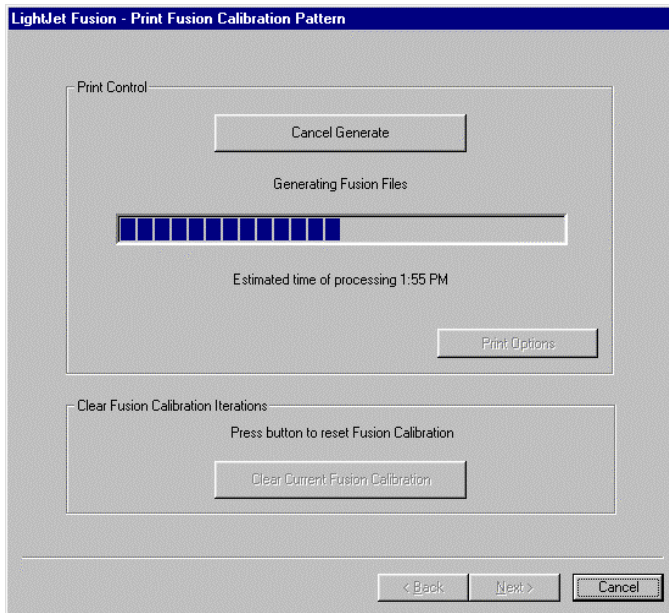 LightJet Fusion - Print Fusion Calibration Pattern
Print Control
Cancel Generate
Generating Fusion Files
Estimated time of processing 1:55 PM
Print Options
Clear Fusion Calibration Iterations
Press button to reset Fusion Calibration
Clear Current Fusion Calibration
< Back Next > Cancel